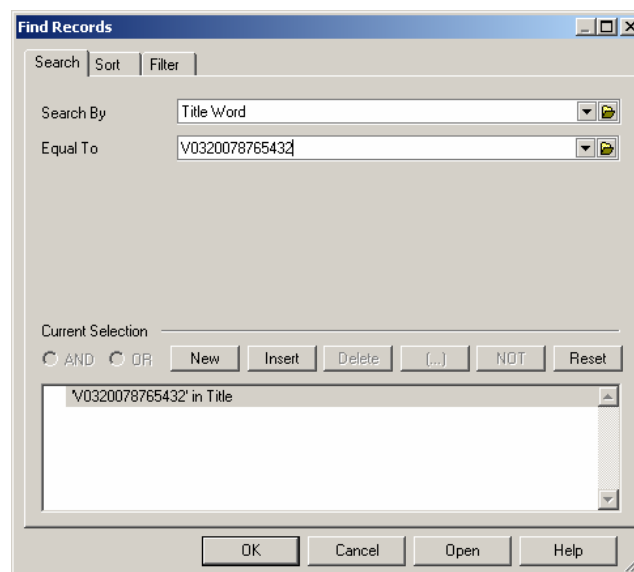 Find Records
Search Sort Filter
Search By Title Word
Equal To V0320078765432
Current Selection
AND OR New Insert Delete (...) NOT Reset
'V0320078765432' in Title
OK Cancel Open Help